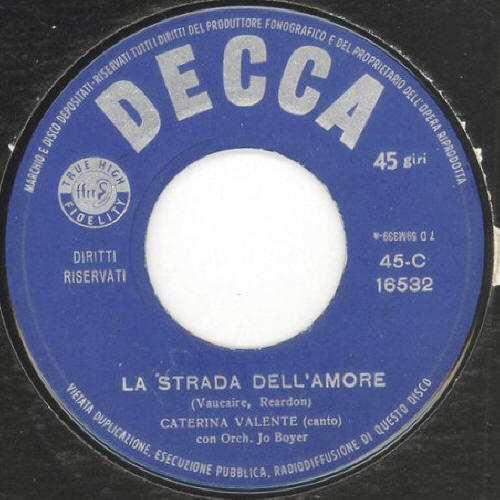 MARCHIO E DISCO DEPOSITATI - RISERVATI TUTTI I DIRITTI DEL PRODUTTORE FONOGRAFICO E DEL PROPRIETARIO DELL'OPERA RIPRODOTTA
DECCA
45 giri
TRUE HIGH
ffrr
FIDELITY
7 D 59M399-*
DIRITTI
RISERVATI
45-C
16532
LA STRADA DELL'AMORE
(Vaucaire, Reardon)
CATERINA VALENTE (canto)
con Orch. Jo Boyer
VIETATA DUPLICAZIONE, ESECUZIONE PUBBLICA, RADIODIFFUSIONE DI QUESTO DISCO